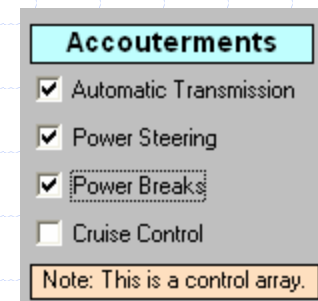 Accouterments
Automatic Transmission
Power Steering
Power Breaks
Cruise Control
Note: This is a control array.